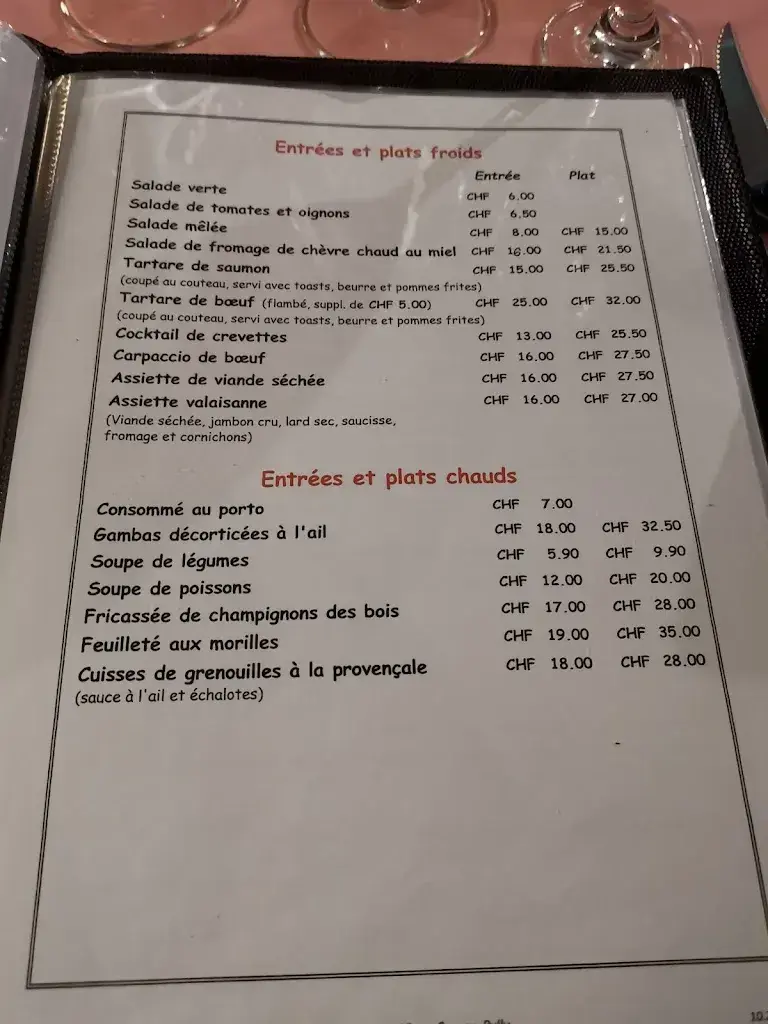 Entrées et plats froids
Entrée Plat
Salade verte CHF 6.00
Salade de tomates et oignons CHF 6.50
Salade mêlée CHF 8.00 CHF 15.00
Salade de fromage de chèvre chaud au miel CHF 16.00 CHF 21.50
Tartare de saumon CHF 15.00 CHF 25.50
(coupé au couteau, servi avec toasts, beurre et pommes frites)
Tartare de bœuf (flambé, suppl. de CHF 5.00) CHF 25.00 CHF 32.00
(coupé au couteau, servi avec toasts, beurre et pommes frites)
Cocktail de crevettes CHF 13.00 CHF 25.50
Carpaccio de bœuf CHF 16.00 CHF 27.50
Assiette de viande séchée CHF 16.00 CHF 27.50
Assiette valaisanne CHF 16.00 CHF 27.00
(Viande séchée, jambon cru, lard sec, saucisse,
fromage et cornichons)
Entrées et plats chauds
Consommé au porto CHF 7.00
Gambas décorticées à l'ail CHF 18.00 CHF 32.50
Soupe de légumes CHF 5.90 CHF 9.90
Soupe de poissons CHF 12.00 CHF 20.00
Fricassée de champignons des bois CHF 17.00 CHF 28.00
Feuilleté aux morilles CHF 19.00 CHF 35.00
Cuisses de grenouilles à la provençale CHF 18.00 CHF 28.00
(sauce à l'ail et échalotes)